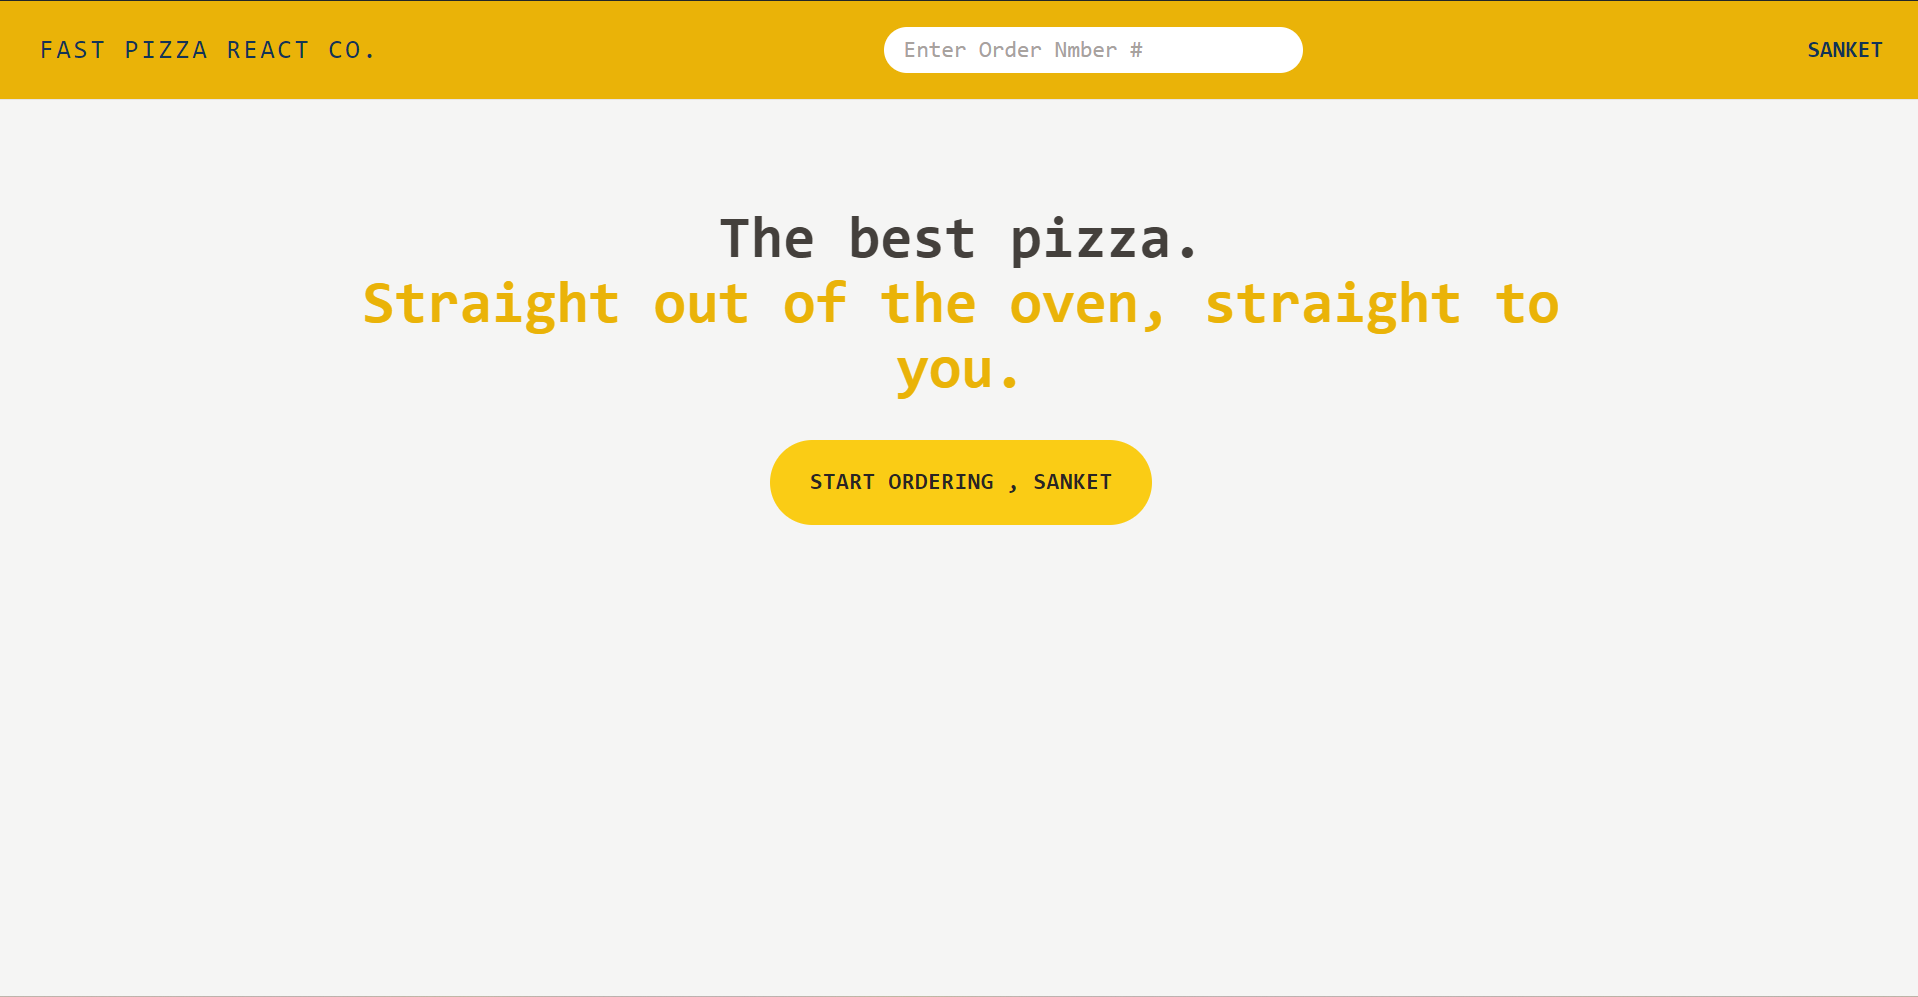 FAST PIZZA REACT CO.
Enter Order Nmber #
SANKET
The best pizza.
Straight out of the oven, straight to
you.
START ORDERING , SANKET